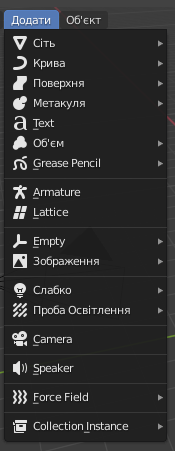 Додати Об'єкт
Сіть
Крива
Поверхня
Метакуля
Text
Об'єм
Grease Pencil
Armature
Lattice
Empty
Зображення
Слабко
Проба Освітлення
Camera
Speaker
Force Field
Collection Instance